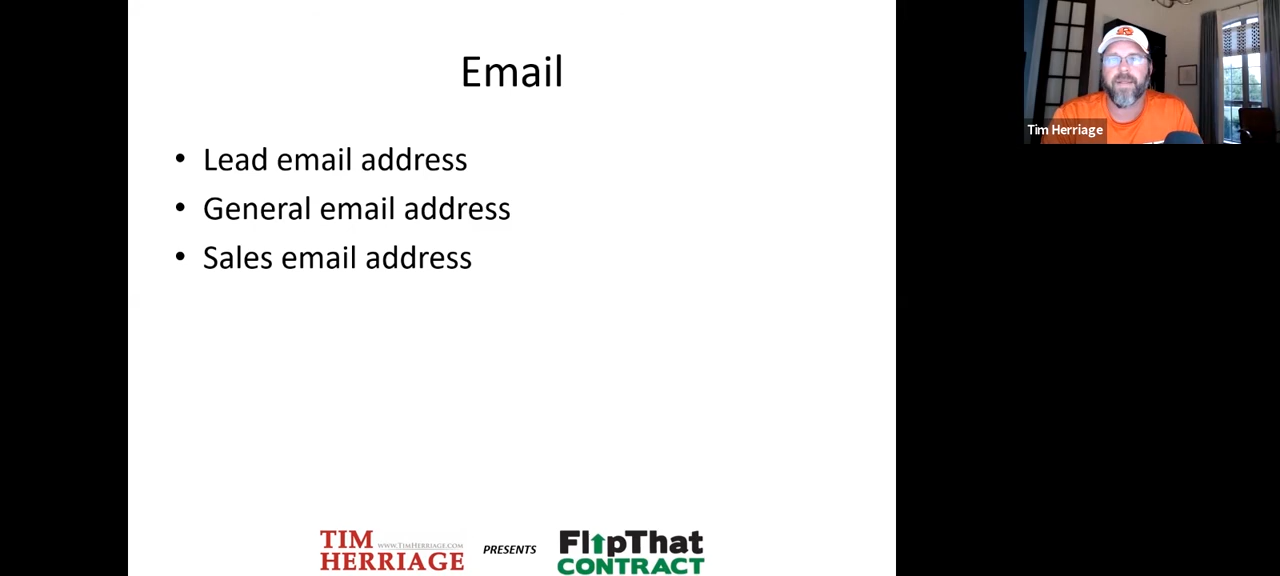 Email
• Lead email address
• General email address
• Sales email address
Tim Herriage
TIM
WWW.TIMHERRIAGE.COM
HERRIAGE
PRESENTS
FlipThat
CONTRACT